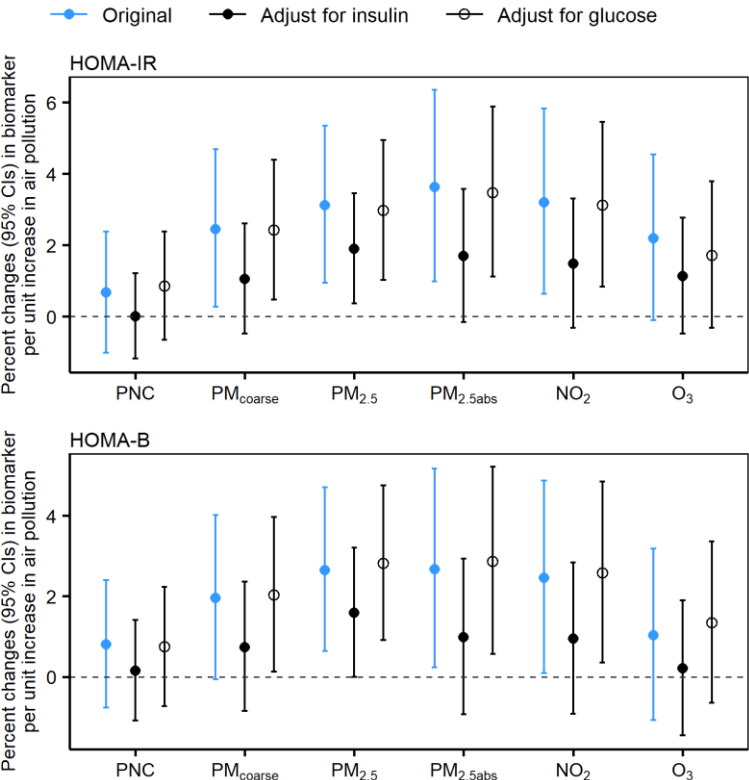 Original Adjust for insulin Adjust for glucose
HOMA-IR
Percent changes (95% CIs) in biomarker
per unit increase in air pollution
6
4
2
0
PNC PMcoarse PM2.5 PM2.5abs NO2 O3
HOMA-B
Percent changes (95% CIs) in biomarker
per unit increase in air pollution
4
2
0
PNC PMcoarse PM2.5 PM2.5abs NO2 O3